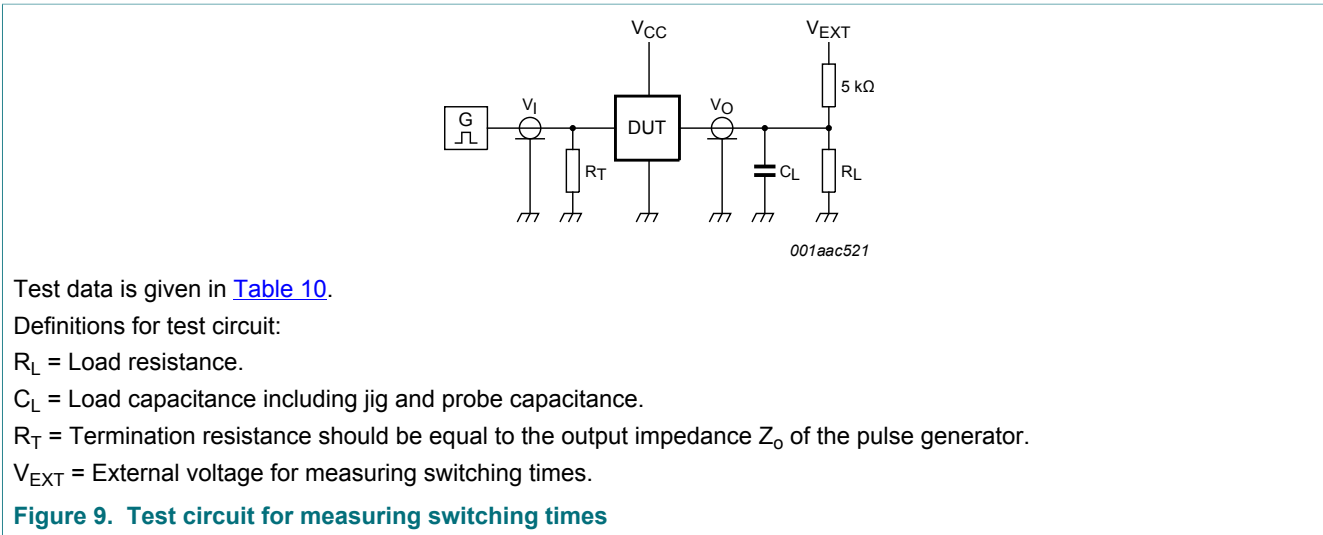 VCC
VEXT
5 kΩ
G
VI
DUT
VO
RT
CL
RL
001aac521
Test data is given in Table 10.
Definitions for test circuit:
RL = Load resistance.
CL = Load capacitance including jig and probe capacitance.
RT = Termination resistance should be equal to the output impedance Zo of the pulse generator.
VEXT = External voltage for measuring switching times.
Figure 9. Test circuit for measuring switching times